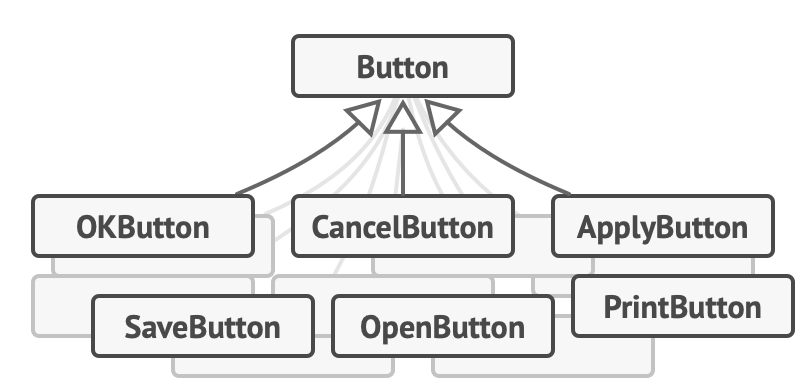 Button
OKButton
CancelButton
ApplyButton
SaveButton
OpenButton
PrintButton